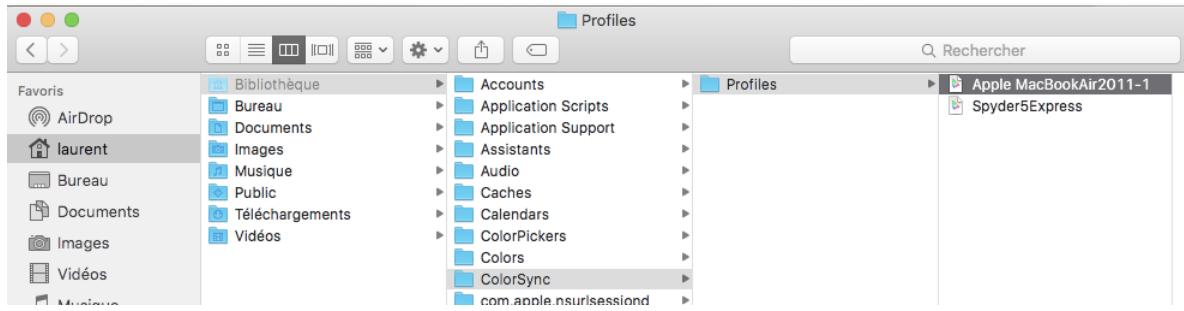 Profiles
Rechercher
Favoris
AirDrop
laurent
Bureau
Documents
Images
Vidéos
Musique
Bibliothèque
Bureau
Documents
Images
Musique
Public
Téléchargements
Vidéos
Accounts
Application Scripts
Application Support
Assistants
Audio
Caches
Calendars
ColorPickers
Colors
ColorSync
com.apple.nsurlsessiond
Profiles
Apple MacBookAir2011-1
Spyder5Express